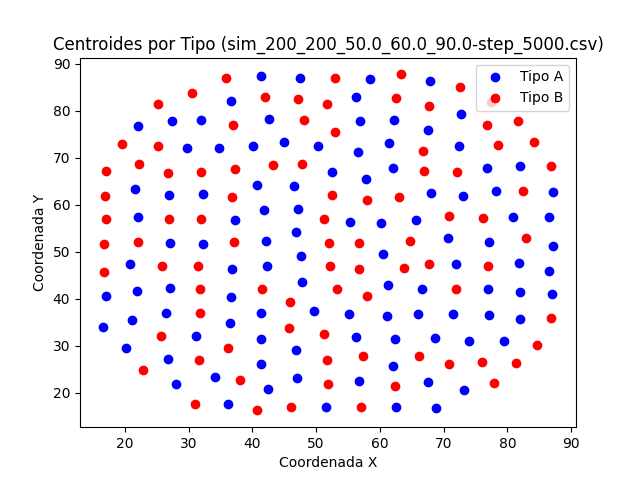 Centroides por Tipo (sim_200_200_50.0_60.0_90.0-step_5000.csv)
Tipo A
Tipo B
90
80
70
60
50
40
30
20
Coordenada Y
20 30 40 50 60 70 80 90
Coordenada X